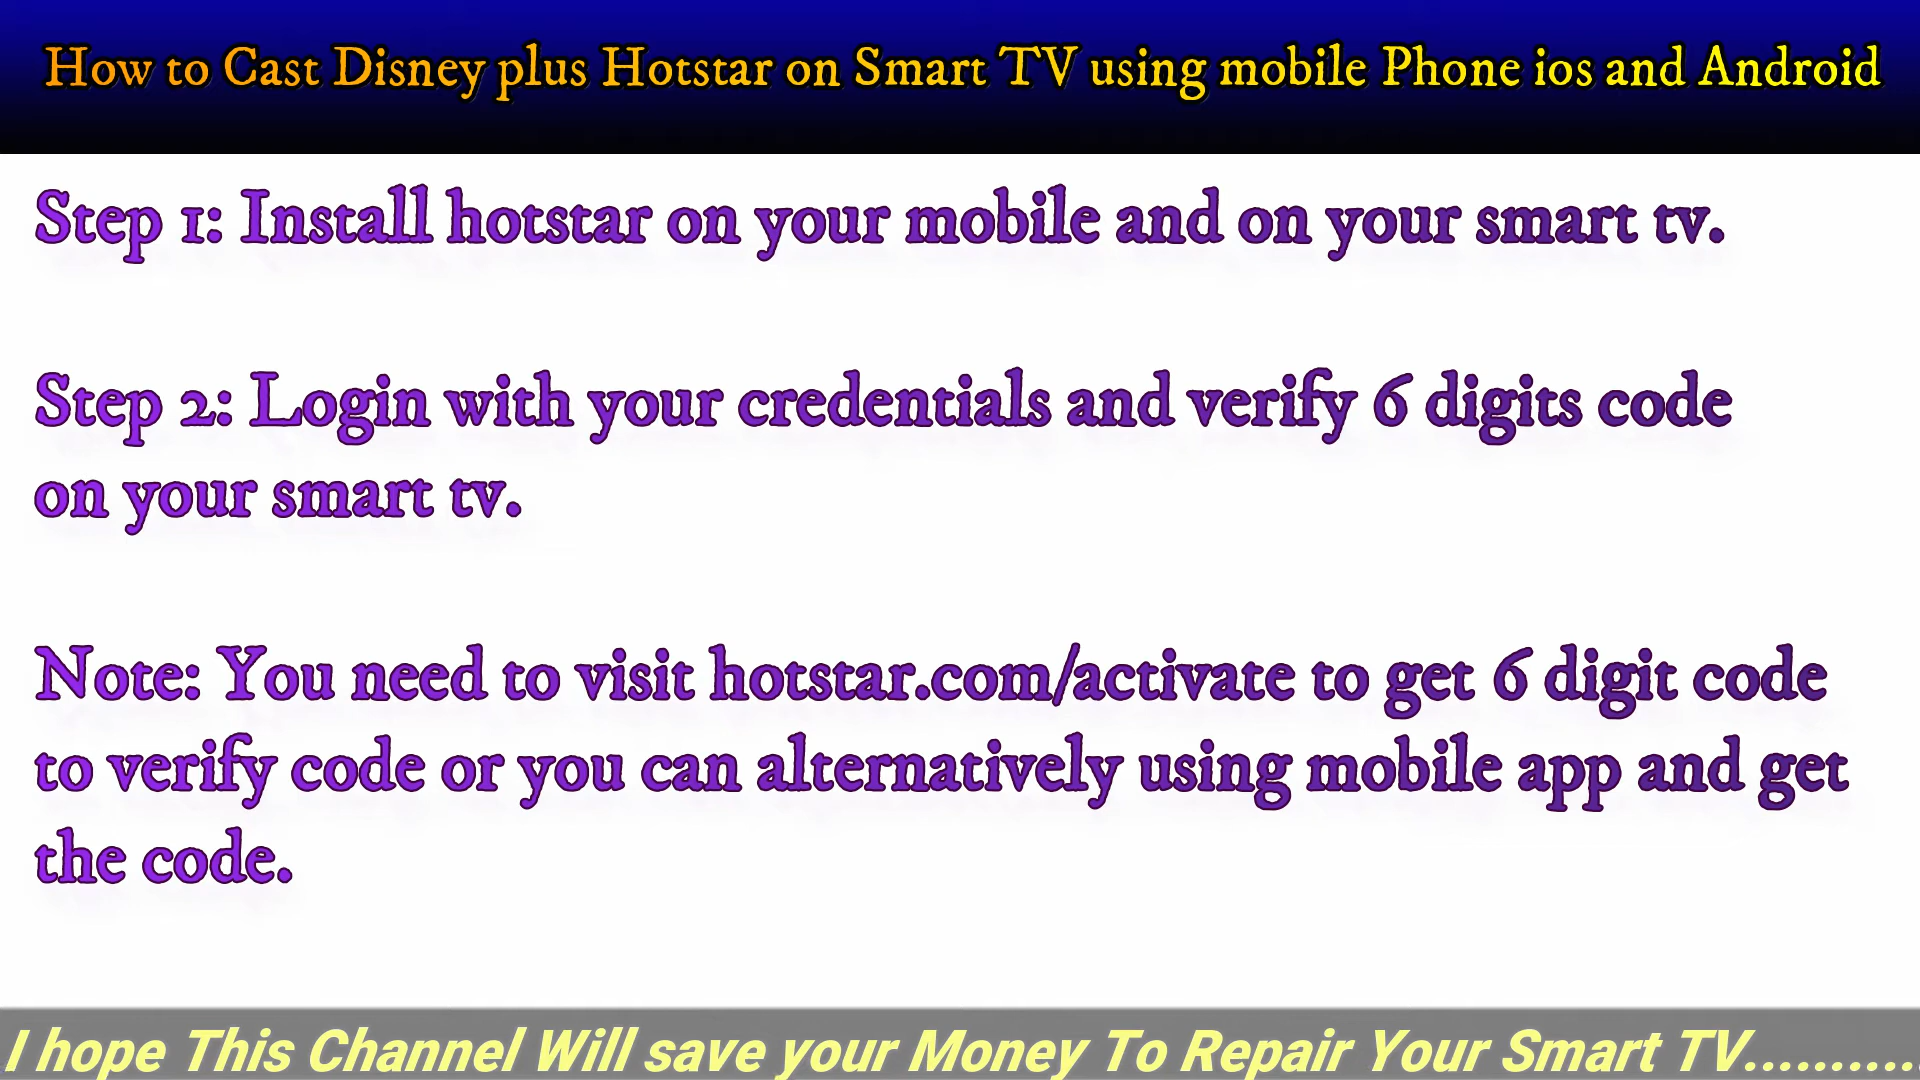 How to Cast Disney plus Hotstar on Smart TV using mobile Phone ios and Android
Step 1: Install hotstar on your mobile and on your smart tv.
Step 2: Login with your credentials and verify 6 digits code
on your smart tv.
Note: You need to visit hotstar.com/activate to get 6 digit code
to verify code or you can alternatively using mobile app and get
the code.
I hope This Channel Will save your Money To Repair Your Smart TV..........